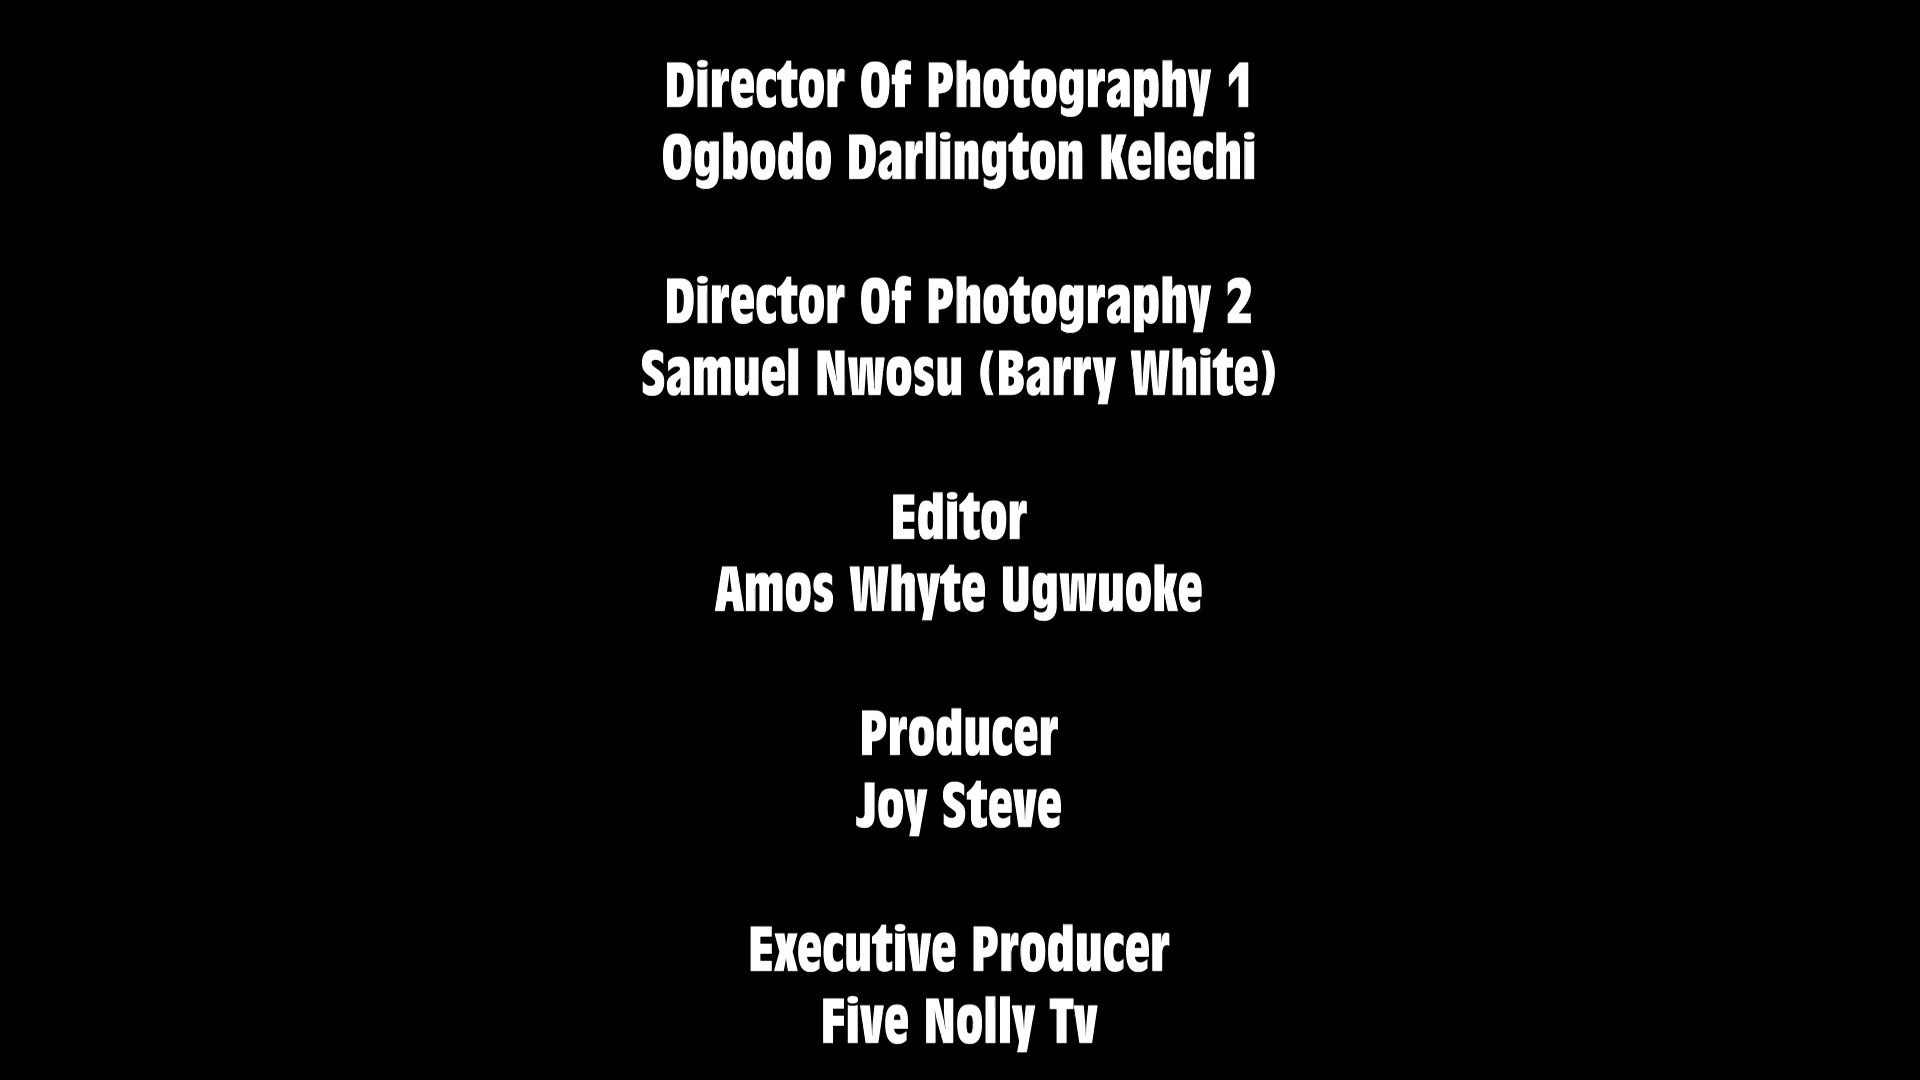 Director Of Photography 1
Ogbodo Darlington Kelechi
Director Of Photography 2
Samuel Nwosu (Barry White)
Editor
Amos Whyte Ugwuoke
Producer
Joy Steve
Executive Producer
Five Nolly Tv